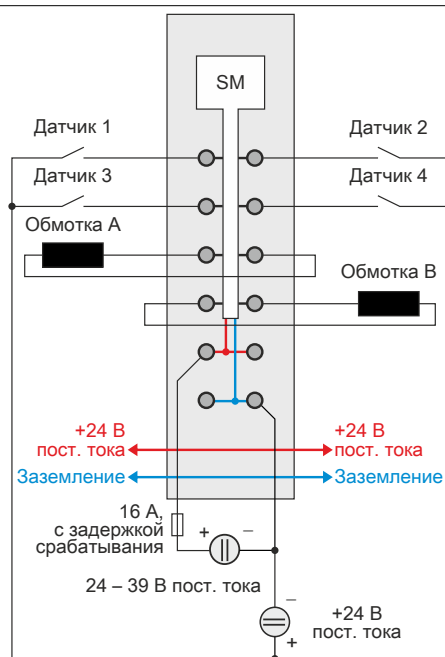 SM
Датчик 1
Датчик 2
Датчик 3
Датчик 4
Обмотка A
Обмотка B
+24 В
пост. тока
+24 В
пост. тока
Заземление
Заземление
16 А,
с задержкой
срабатывания
+
–
24 – 39 В пост. тока
–
+24 В
пост. тока
+